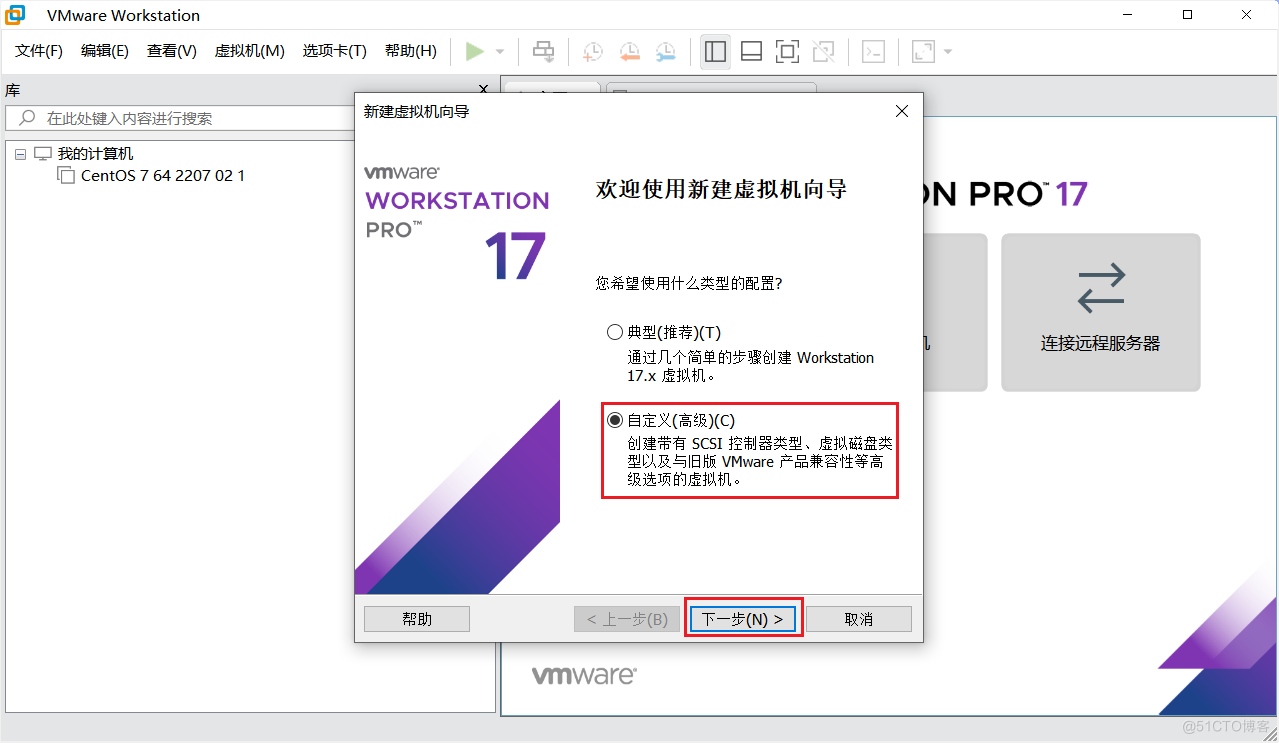 VMware Workstation
文件(F) 编辑(E) 查看(V) 虚拟机(M) 选项卡(T) 帮助(H)
库
在此处键入内容进行搜索
我的计算机
CentOS 7 64 2207 02 1
新建虚拟机向导
vmware®
WORKSTATION
PRO™
17
欢迎使用新建虚拟机向导
您希望使用什么类型的配置?
典型(推荐)(T)
通过几个简单的步骤创建 Workstation
17.x 虚拟机。
自定义(高级)(C)
创建带有 SCSI 控制器类型、虚拟磁盘类
型以及与旧版 VMware 产品兼容性等高
级选项的虚拟机。
帮助
< 上一步(B)
下一步(N) >
取消
ON PRO™ 17
机
连接远程服务器
vmware®
@51CTO博客